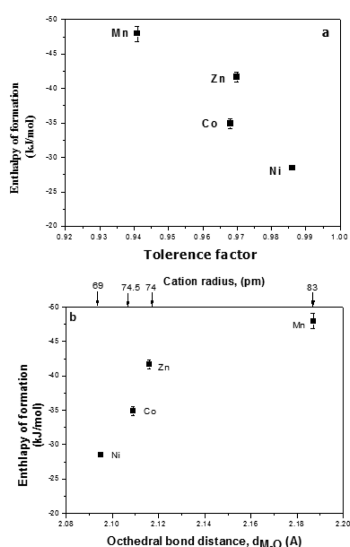 -50
-45
-40
-35
-30
-25
-20
Enthalpy of formation
(kJ/mol)
a
Mn
Zn
Co
Ni
0.92 0.93 0.94 0.95 0.96 0.97 0.98 0.99 1.00
Tolerence factor
Cation radius, (pm)
69 74.5 74 83
-50
-45
-40
-35
-30
-25
-20
Enthlapy of formation
(kJ/mol)
b
Mn
Zn
Co
Ni
2.08 2.10 2.12 2.14 2.16 2.18 2.20
Octhedral bond distance, dM-O (A)